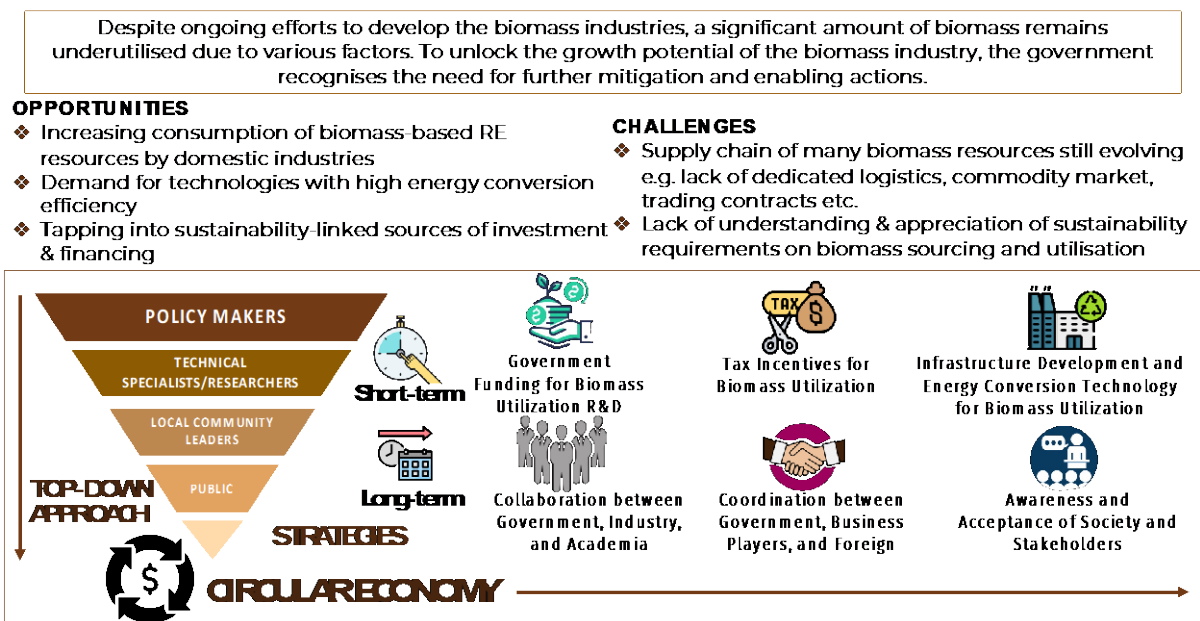 Despite ongoing efforts to develop the biomass industries, a significant amount of biomass remains
underutilised due to various factors. To unlock the growth potential of the biomass industry, the government
recognises the need for further mitigation and enabling actions.
OPPORTUNITIES
❖ Increasing consumption of biomass-based RE
resources by domestic industries
❖ Demand for technologies with high energy conversion
efficiency
❖ Tapping into sustainability-linked sources of investment
& financing
CHALLENGES
❖ Supply chain of many biomass resources still evolving
e.g. lack of dedicated logistics, commodity market,
trading contracts etc.
❖ Lack of understanding & appreciation of sustainability
requirements on biomass sourcing and utilisation
POLICY MAKERS
TECHNICAL
SPECIALISTS/RESEARCHERS
LOCAL COMMUNITY
LEADERS
PUBLIC
TOP-DOWN
APPROACH
STRATEGIES
Short-term
Government
Funding for Biomass
Utilization R&D
TAX
$
Tax Incentives for
Biomass Utilization
Infrastructure Development and
Energy Conversion Technology
for Biomass Utilization
Long-term
Collaboration between
Government, Industry,
and Academia
Coordination between
Government, Business
Players, and Foreign
Awareness and
Acceptance of Society and
Stakeholders
$
CIRCULAR ECONOMY